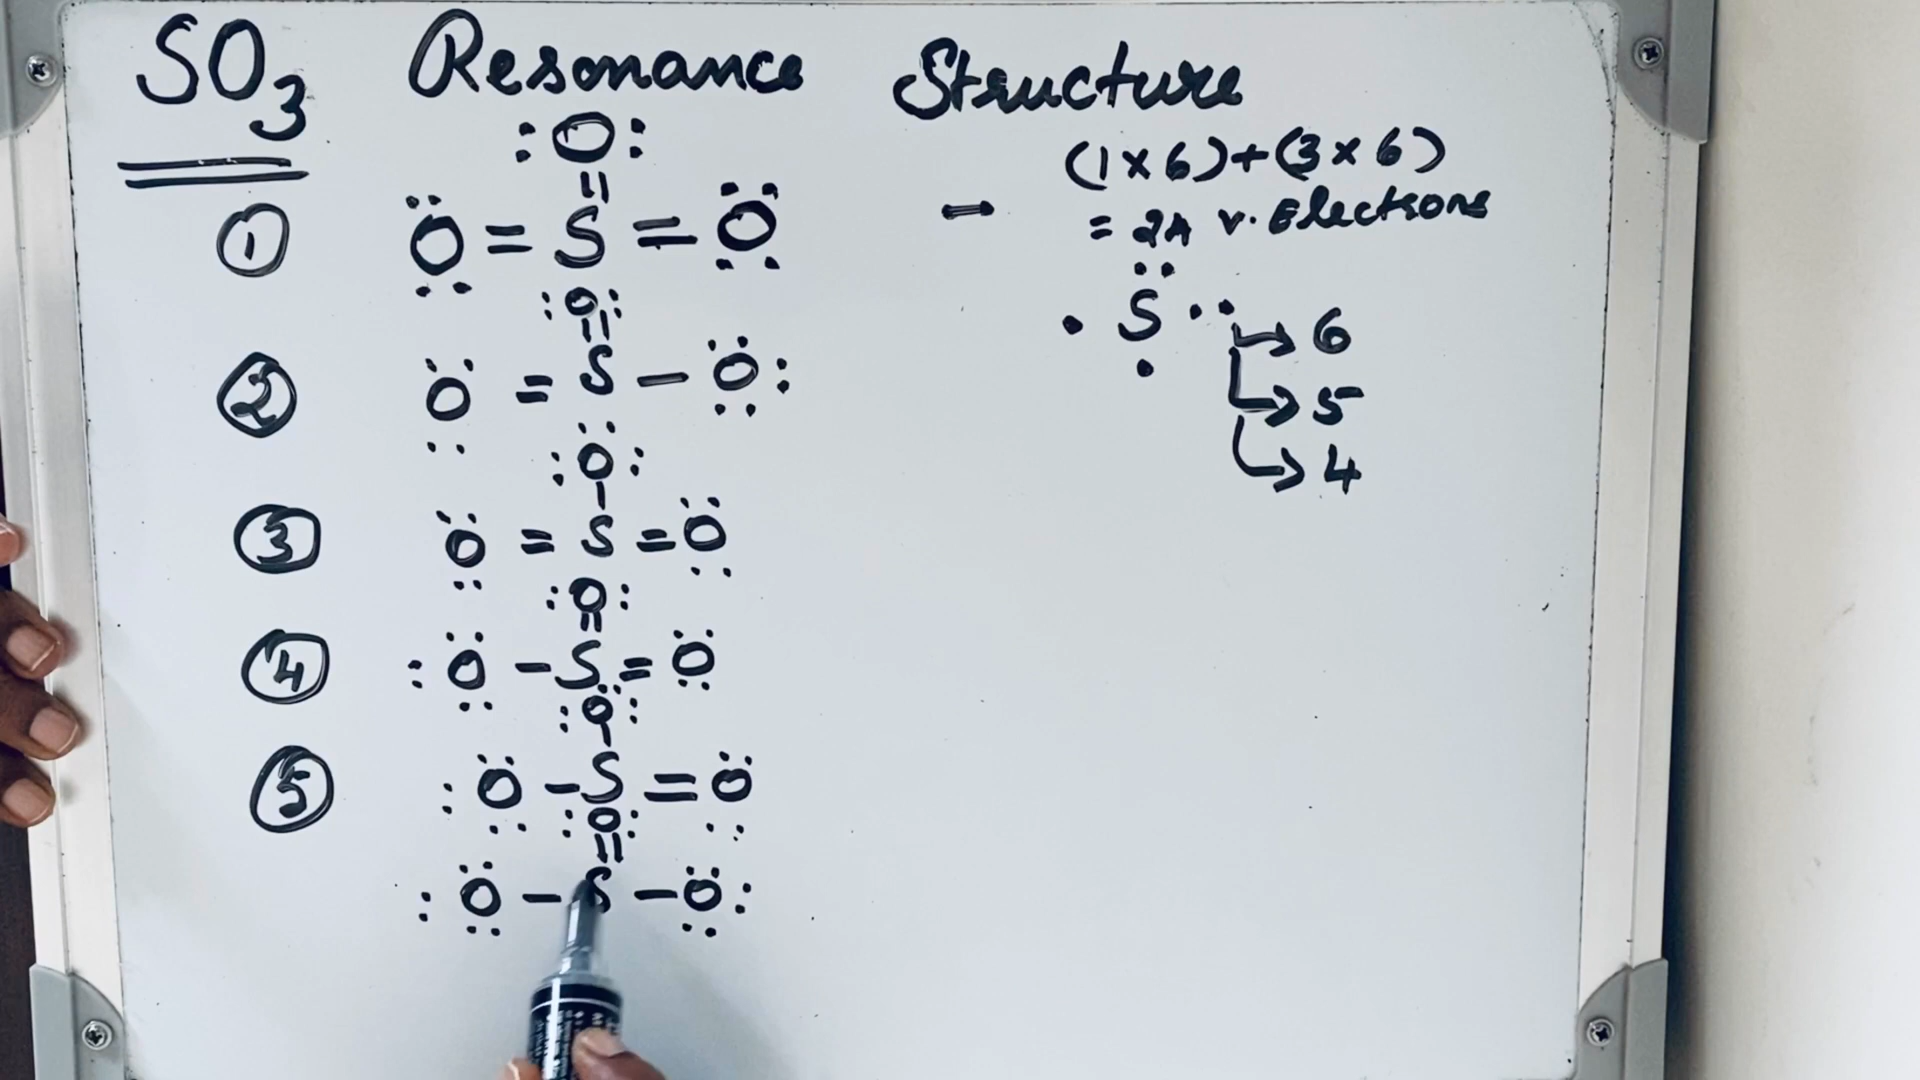 SO₃ Resonance Structure
:O:
||
① Ö = S = Ö
② Ö = S – Ö:
:O:
||
③ Ö = S = Ö
:Ö:
|
④ :Ö – S = Ö
:O:
||
⑤ :Ö – S = Ö
:Ö:
|
:Ö – S – Ö:
:O:
||
(1 × 6) + (3 × 6)
– = 24 v. Electrons
S → 6
→ 5
→ 4